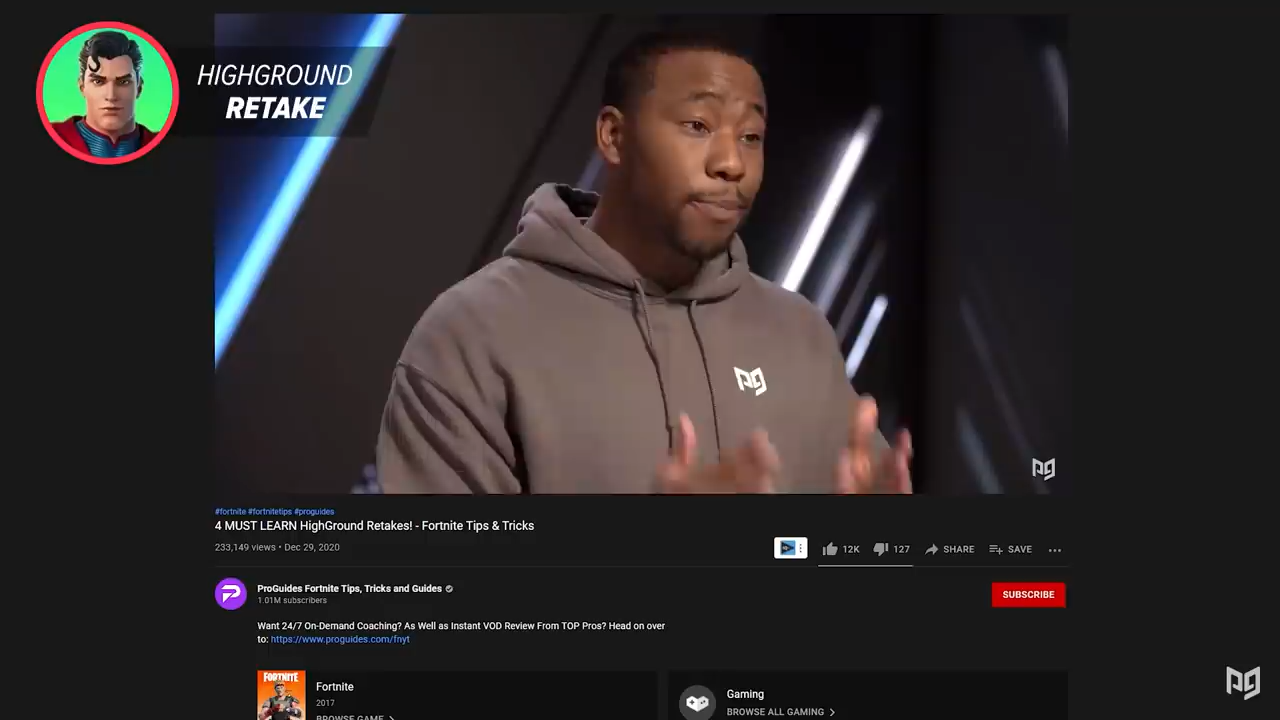 HIGHGROUND
RETAKE
pg
pg
#fortnite #fortnitetips #proguides
4 MUST LEARN HighGround Retakes! - Fortnite Tips & Tricks
233,149 views • Dec 29, 2020
12K
127
SHARE
SAVE
ProGuides Fortnite Tips, Tricks and Guides
1.01M subscribers
SUBSCRIBE
Want 24/7 On-Demand Coaching? As Well as Instant VOD Review From TOP Pros? Head on over
to: https://www.proguides.com/fnyt
FORTNITE
Fortnite
2017
BROWSE GAME
Gaming
BROWSE ALL GAMING
pg